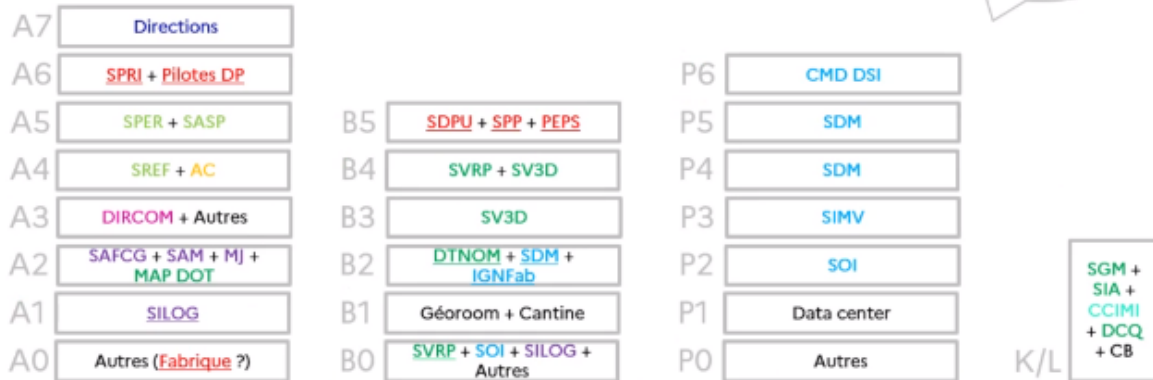 A7 Directions
A6 SPRI + Pilotes DP
P6 CMD DSI
A5 SPER + SASP
B5 SDPU + SPP + PEPS
P5 SDM
A4 SREF + AC
B4 SVRP + SV3D
P4 SDM
A3 DIRCOM + Autres
B3 SV3D
P3 SIMV
A2 SAFCG + SAM + MJ +
MAP DOT
B2 DTNOM + SDM +
IGNFab
P2 SOI
A1 SILOG
B1 Géoroom + Cantine
P1 Data center
A0 Autres (Fabrique ?)
B0 SVRP + SOI + SILOG +
Autres
P0 Autres
K/L SGM +
SIA +
CCIMI
+ DCQ
+ CB